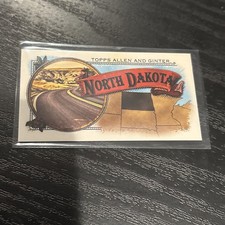 TOPPS ALLEN AND GINTER
NORTH DAKOTA